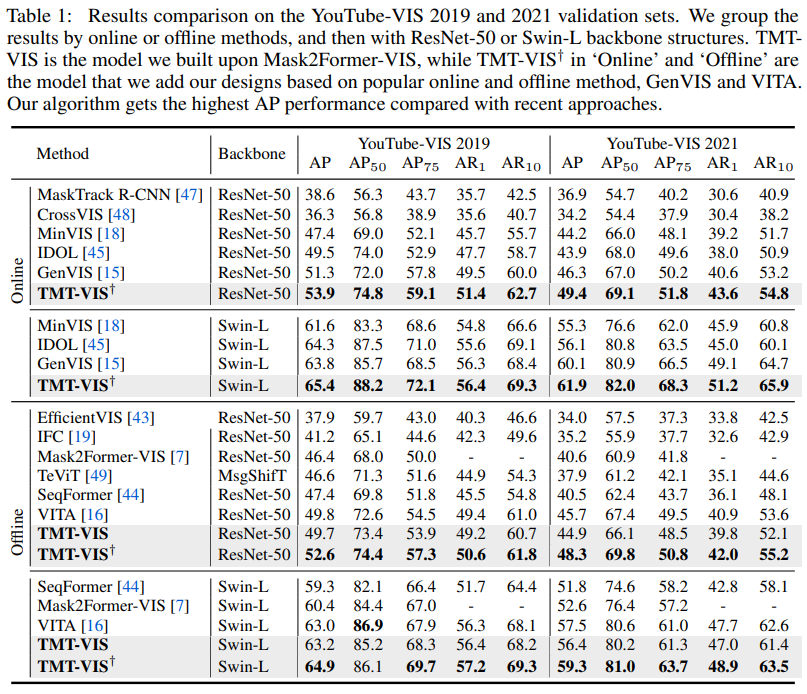 Table 1: Results comparison on the YouTube-VIS 2019 and 2021 validation sets. We group the
results by online or offline methods, and then with ResNet-50 or Swin-L backbone structures. TMT-
VIS is the model we built upon Mask2Former-VIS, while TMT-VIS† in ‘Online’ and ‘Offline’ are
the model that we add our designs based on popular online and offline method, GenVIS and VITA.
Our algorithm gets the highest AP performance compared with recent approaches.
Method Backbone YouTube-VIS 2019 YouTube-VIS 2021
AP AP50 AP75 AR1 AR10 AP AP50 AP75 AR1 AR10
Online
MaskTrack R-CNN [47] ResNet-50 38.6 56.3 43.7 35.7 42.5 36.9 54.7 40.2 30.6 40.9
CrossVIS [48] ResNet-50 36.3 56.8 38.9 35.6 40.7 34.2 54.4 37.9 30.4 38.2
MinVIS [18] ResNet-50 47.4 69.0 52.1 45.7 55.7 44.2 66.0 48.1 39.2 51.7
IDOL [45] ResNet-50 49.5 74.0 52.9 47.7 58.7 43.9 68.0 49.6 38.0 50.9
GenVIS [15] ResNet-50 51.3 72.0 57.8 49.5 60.0 46.3 67.0 50.2 40.6 53.2
TMT-VIS† ResNet-50 53.9 74.8 59.1 51.4 62.7 49.4 69.1 51.8 43.6 54.8
MinVIS [18] Swin-L 61.6 83.3 68.6 54.8 66.6 55.3 76.6 62.0 45.9 60.8
IDOL [45] Swin-L 64.3 87.5 71.0 55.6 69.1 56.1 80.8 63.5 45.0 60.1
GenVIS [15] Swin-L 63.8 85.7 68.5 56.3 68.4 60.1 80.9 66.5 49.1 64.7
TMT-VIS† Swin-L 65.4 88.2 72.1 56.4 69.3 61.9 82.0 68.3 51.2 65.9
Offline
EfficientVIS [43] ResNet-50 37.9 59.7 43.0 40.3 46.6 34.0 57.5 37.3 33.8 42.5
IFC [19] ResNet-50 41.2 65.1 44.6 42.3 49.6 35.2 55.9 37.7 32.6 42.9
Mask2Former-VIS [7] ResNet-50 46.4 68.0 50.0 - - 40.6 60.9 41.8 - -
TeViT [49] MsgShifT 46.6 71.3 51.6 44.9 54.3 37.9 61.2 42.1 35.1 44.6
SeqFormer [44] ResNet-50 47.4 69.8 51.8 45.5 54.8 40.5 62.4 43.7 36.1 48.1
VITA [16] ResNet-50 49.8 72.6 54.5 49.4 61.0 45.7 67.4 49.5 40.9 53.6
TMT-VIS ResNet-50 49.7 73.4 53.9 49.2 60.7 44.9 66.1 48.5 39.8 52.1
TMT-VIS† ResNet-50 52.6 74.4 57.3 50.6 61.8 48.3 69.8 50.8 42.0 55.2
SeqFormer [44] Swin-L 59.3 82.1 66.4 51.7 64.4 51.8 74.6 58.2 42.8 58.1
Mask2Former-VIS [7] Swin-L 60.4 84.4 67.0 - - 52.6 76.4 57.2 - -
VITA [16] Swin-L 63.0 86.9 67.9 56.3 68.1 57.5 80.6 61.0 47.7 62.6
TMT-VIS Swin-L 63.2 85.2 68.3 56.4 68.2 56.4 80.2 61.3 47.0 61.4
TMT-VIS† Swin-L 64.9 86.1 69.7 57.2 69.3 59.3 81.0 63.7 48.9 63.5